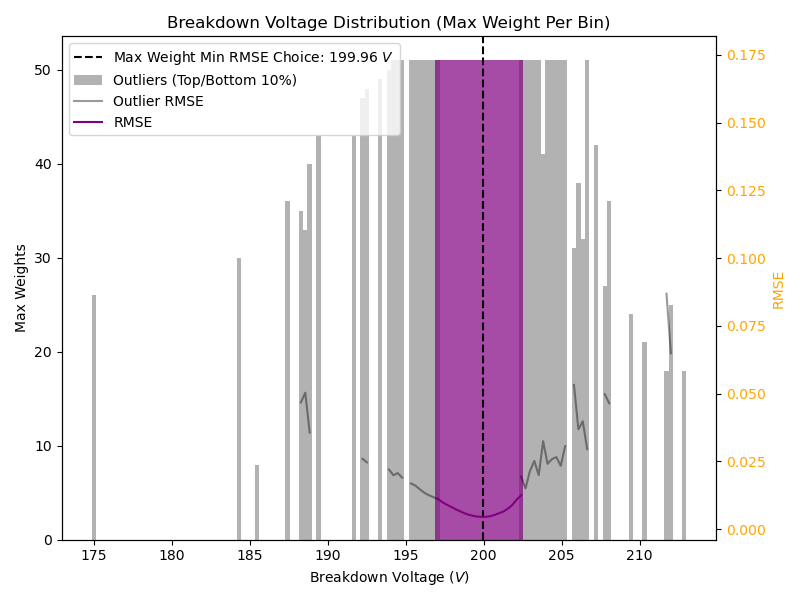 Breakdown Voltage Distribution (Max Weight Per Bin)
Max Weight Min RMSE Choice: 199.96 V
Outliers (Top/Bottom 10%)
Outlier RMSE
RMSE
Max Weights
50
40
30
20
10
0
0.175
0.150
0.125
0.100
0.075
0.050
0.025
0.000
RMSE
175 180 185 190 195 200 205 210
Breakdown Voltage (V)